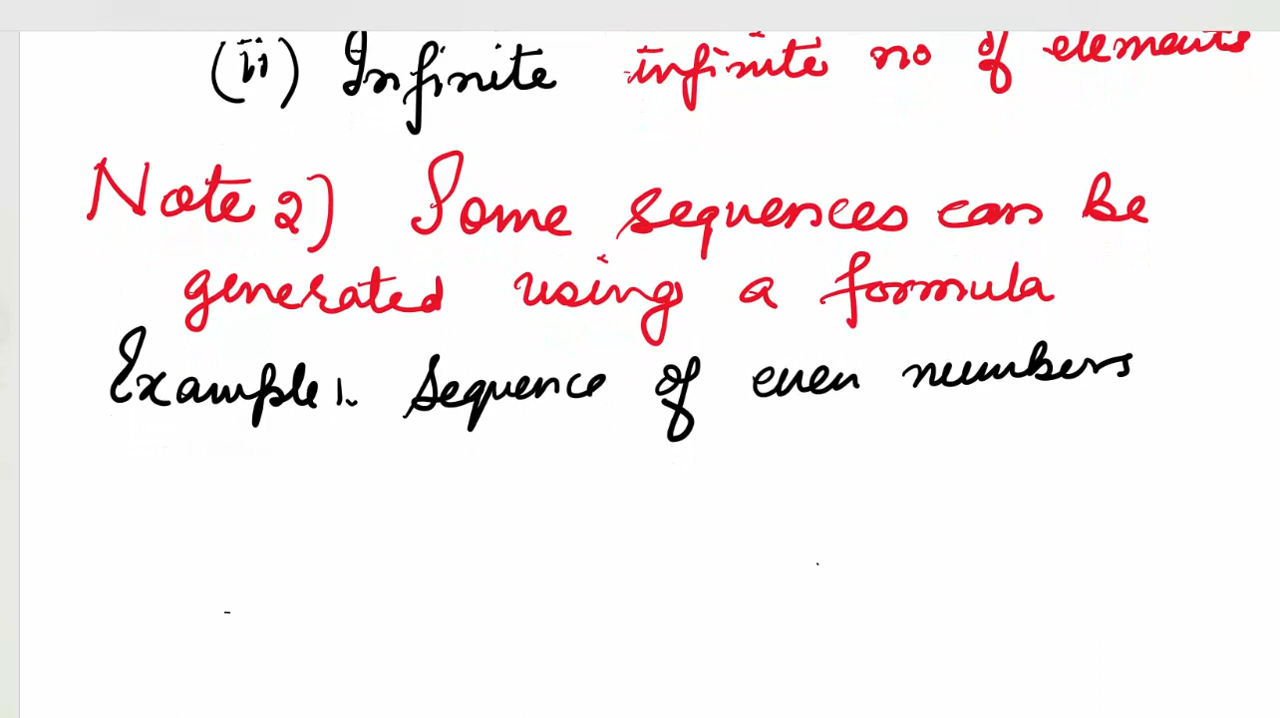 (ii) Infinite infinite no of elements
Note 2) Some sequences can be
generated using a formula
Example 1. Sequence of even numbers